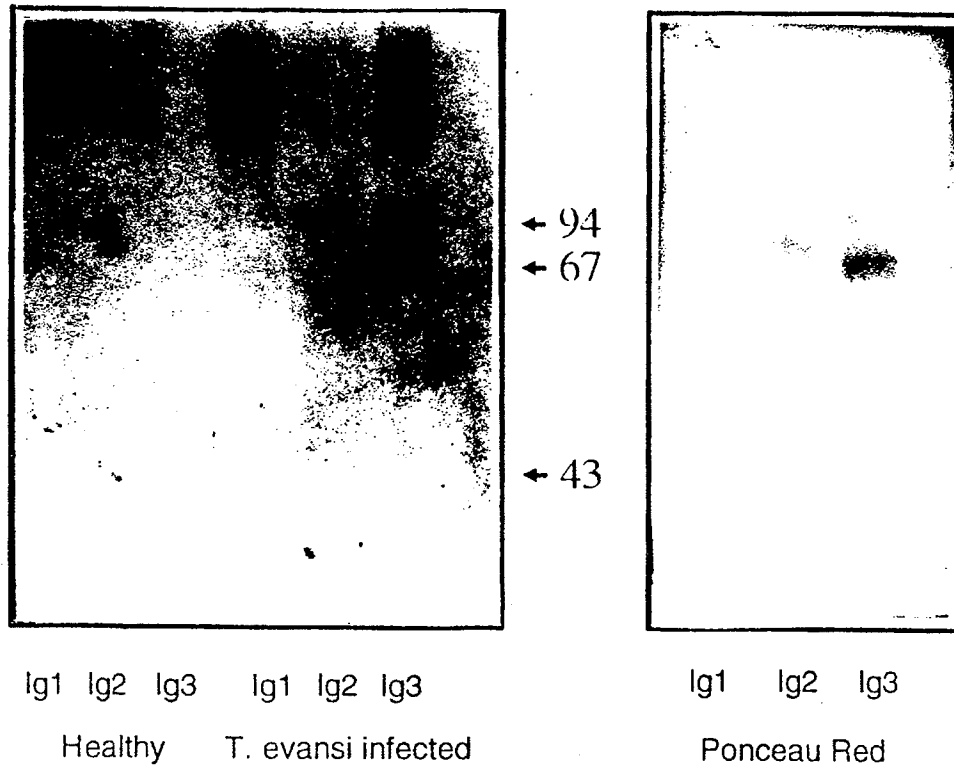 ← 94
← 67
← 43
Ig1 Ig2 Ig3 Ig1 Ig2 Ig3 Ig1 Ig2 Ig3
Healthy T. evansi infected Ponceau Red